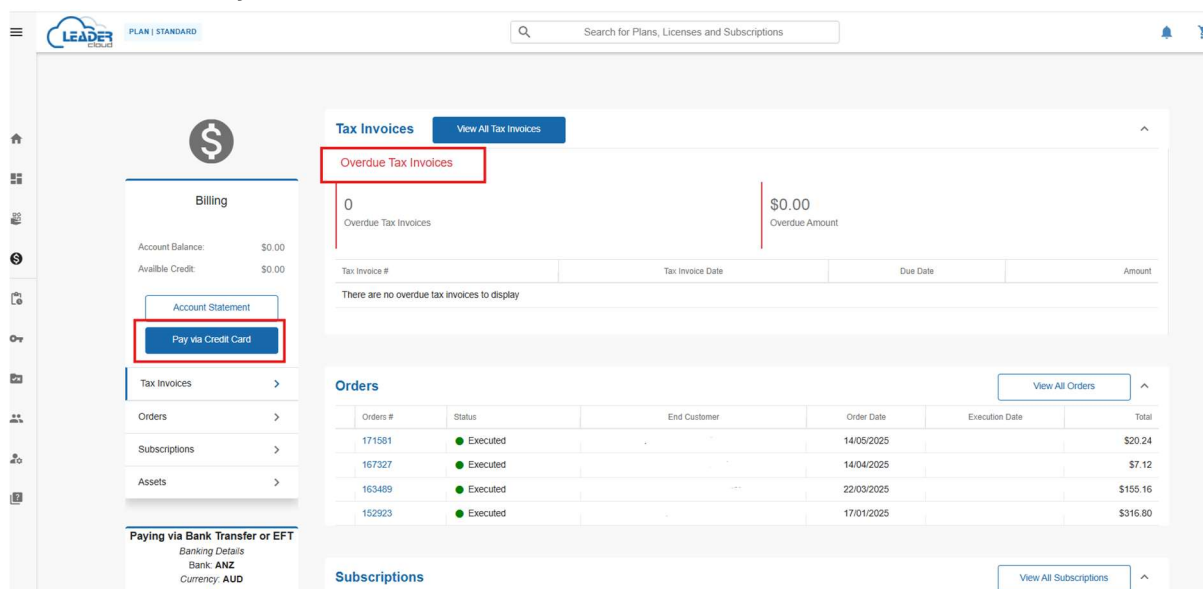 LEADER
cloud
PLAN | STANDARD
Search for Plans, Licenses and Subscriptions
Billing
Account Balance: $0.00
Availble Credit: $0.00
Account Statement
Pay via Credit Card
Tax Invoices
Orders
Subscriptions
Assets
Paying via Bank Transfer or EFT
Banking Details
Bank: ANZ
Currency: AUD
Tax Invoices
View All Tax Invoices
Overdue Tax Invoices
0
Overdue Tax Invoices
$0.00
Overdue Amount
Tax Invoice # Tax Invoice Date Due Date Amount
There are no overdue tax invoices to display
Orders
View All Orders
Orders # Status End Customer Order Date Execution Date Total
171581 Executed 14/05/2025 $20.24
167327 Executed 14/04/2025 $7.12
163489 Executed 22/03/2025 $155.16
152923 Executed 17/01/2025 $316.80
Subscriptions
View All Subscriptions